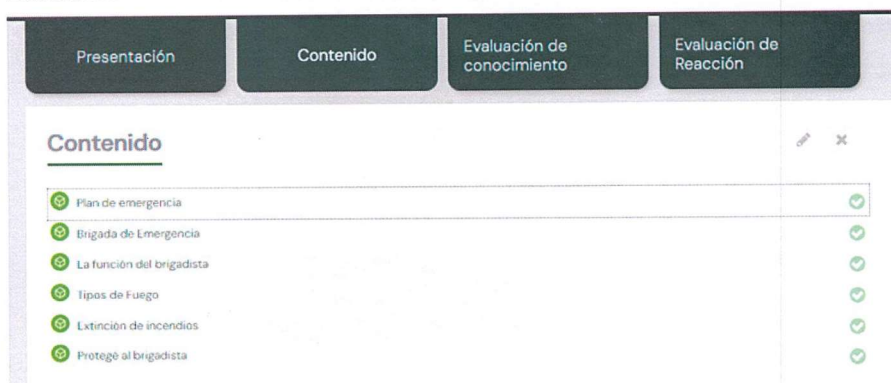 Presentación
Contenido
Evaluación de
conocimiento
Evaluación de
Reacción
Contenido
Plan de emergencia
Brigada de Emergencia
La función del brigadista
Tipos de Fuego
Extinción de incendios
Protege al brigadista